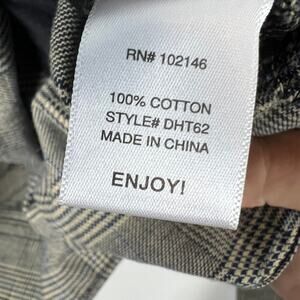 RN# 102146
100% COTTON
STYLE# DHT62
MADE IN CHINA
ENJOY!